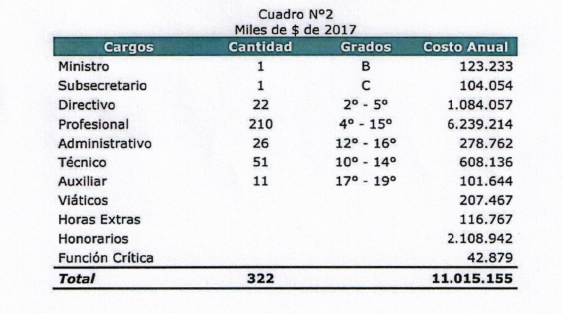 Cuadro Nº2
Miles de $ de 2017
Cargos Cantidad Grados Costo Anual
Ministro 1 B 123.233
Subsecretario 1 C 104.054
Directivo 22 2º - 5º 1.084.057
Profesional 210 4º - 15º 6.239.214
Administrativo 26 12º - 16º 278.762
Técnico 51 10º - 14º 608.136
Auxiliar 11 17º - 19º 101.644
Viáticos 207.467
Horas Extras 116.767
Honorarios 2.108.942
Función Crítica 42.879
Total 322 11.015.155